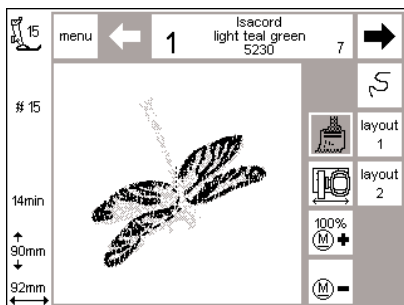 15
menu
1
Isacord
light teal green
5230
7
# 15
layout
1
layout
2
14min
100%
M +
90mm
M -
92mm